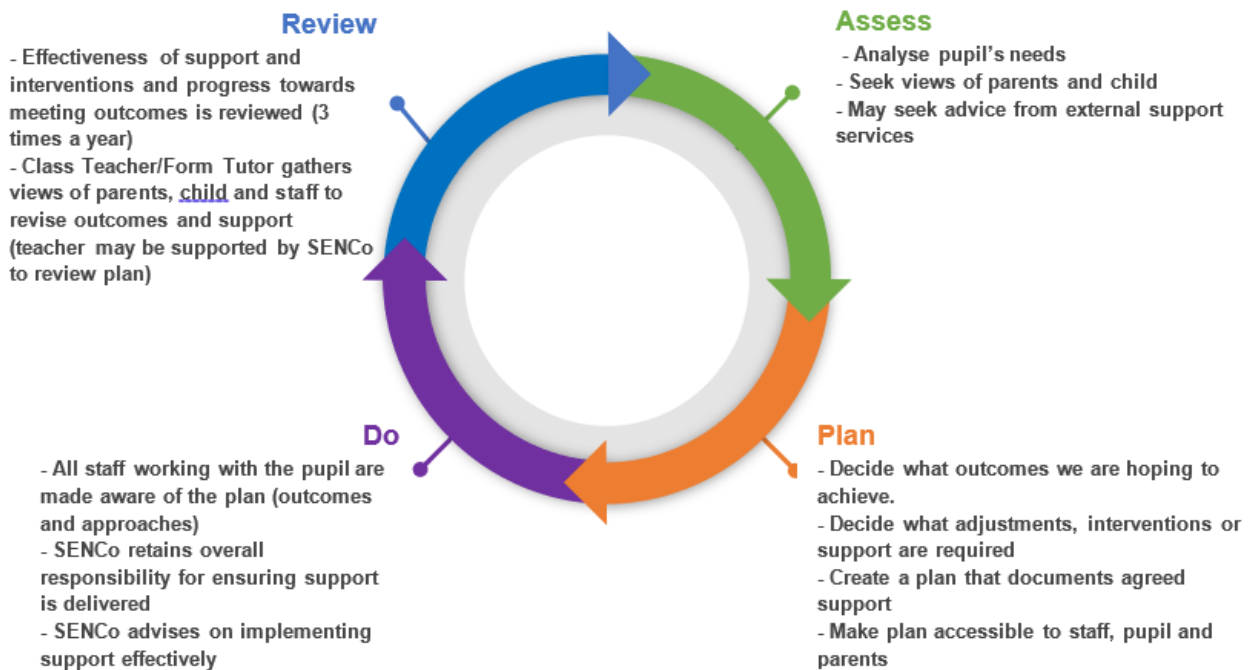 Review
- Effectiveness of support and
interventions and progress towards
meeting outcomes is reviewed (3
times a year)
- Class Teacher/Form Tutor gathers
views of parents, child and staff to
revise outcomes and support
(teacher may be supported by SENCo
to review plan)
Assess
- Analyse pupil's needs
- Seek views of parents and child
- May seek advice from external support
services
Do
- All staff working with the pupil are
made aware of the plan (outcomes
and approaches)
- SENCo retains overall
responsibility for ensuring support
is delivered
- SENCo advises on implementing
support effectively
Plan
- Decide what outcomes we are hoping to
achieve.
- Decide what adjustments, interventions or
support are required
- Create a plan that documents agreed
support
- Make plan accessible to staff, pupil and
parents